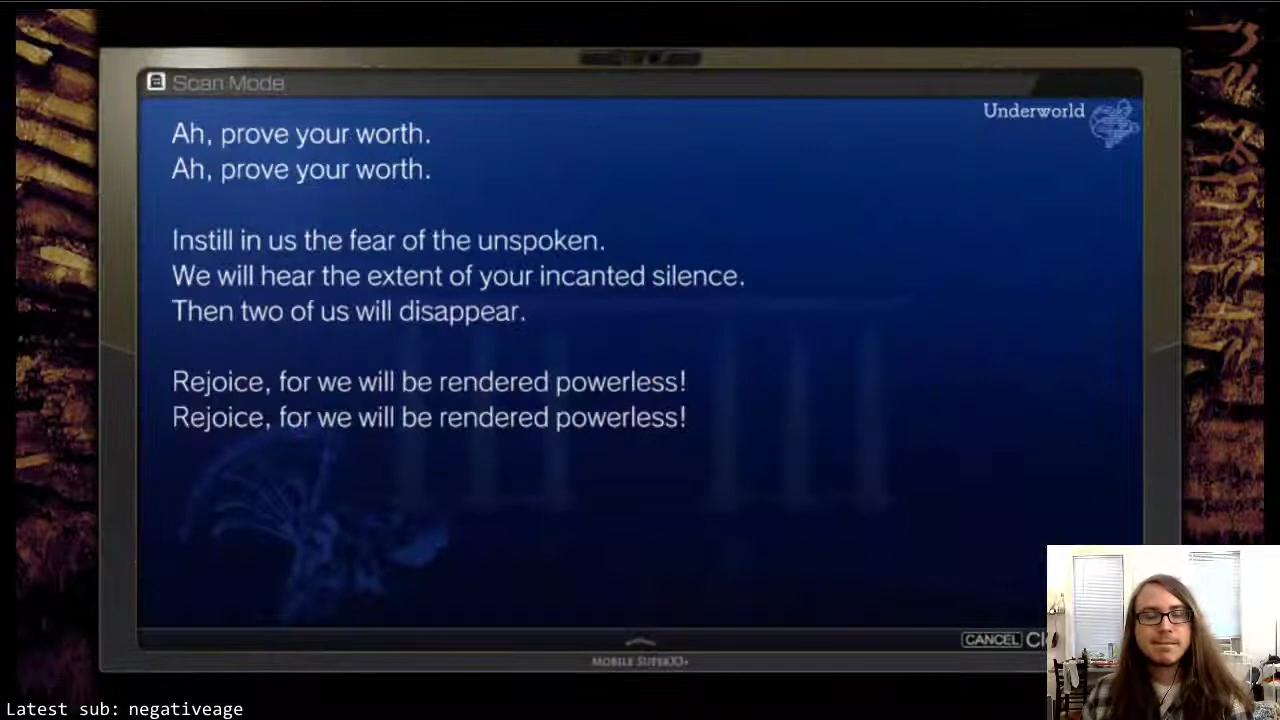 Scan Mode
Underworld
Ah, prove your worth.
Ah, prove your worth.
Instill in us the fear of the unspoken.
We will hear the extent of your incanted silence.
Then two of us will disappear.
Rejoice, for we will be rendered powerless!
Rejoice, for we will be rendered powerless!
CANCEL
MOBILE SUPERX3+
Latest sub: negativeage